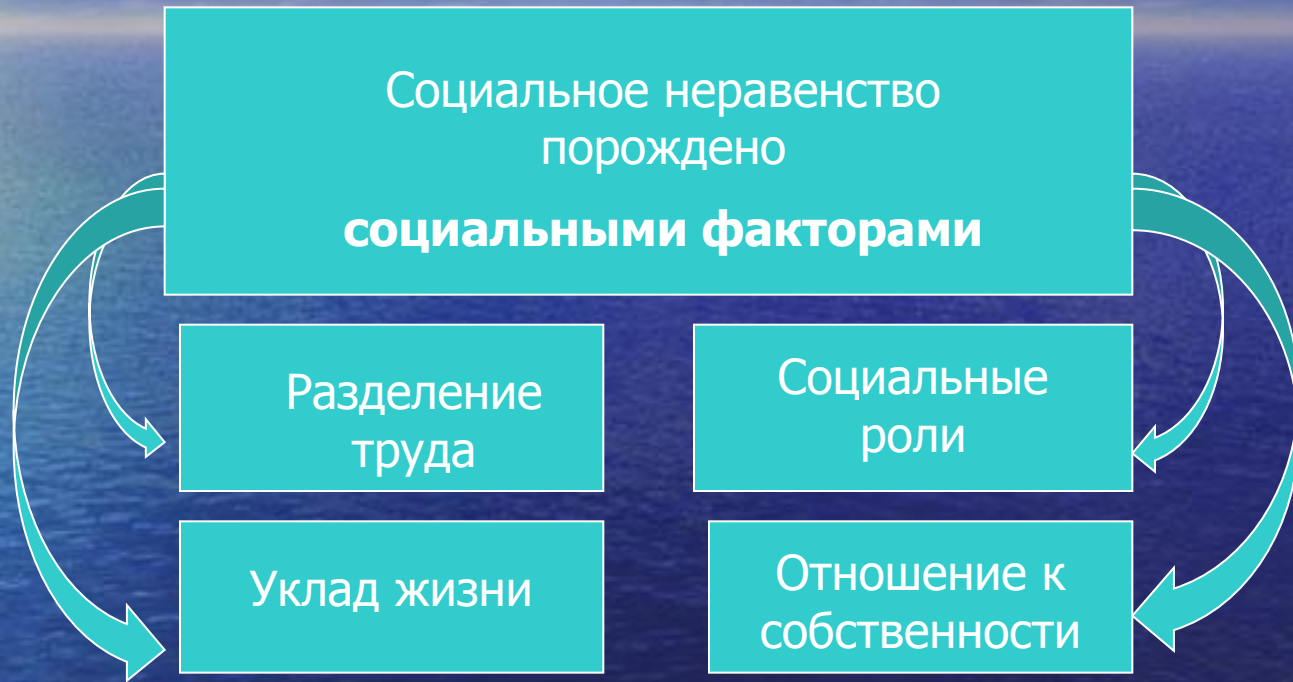 Социальное неравенство
порождено
социальными факторами
Разделение
труда
Социальные
роли
Уклад жизни
Отношение к
собственности